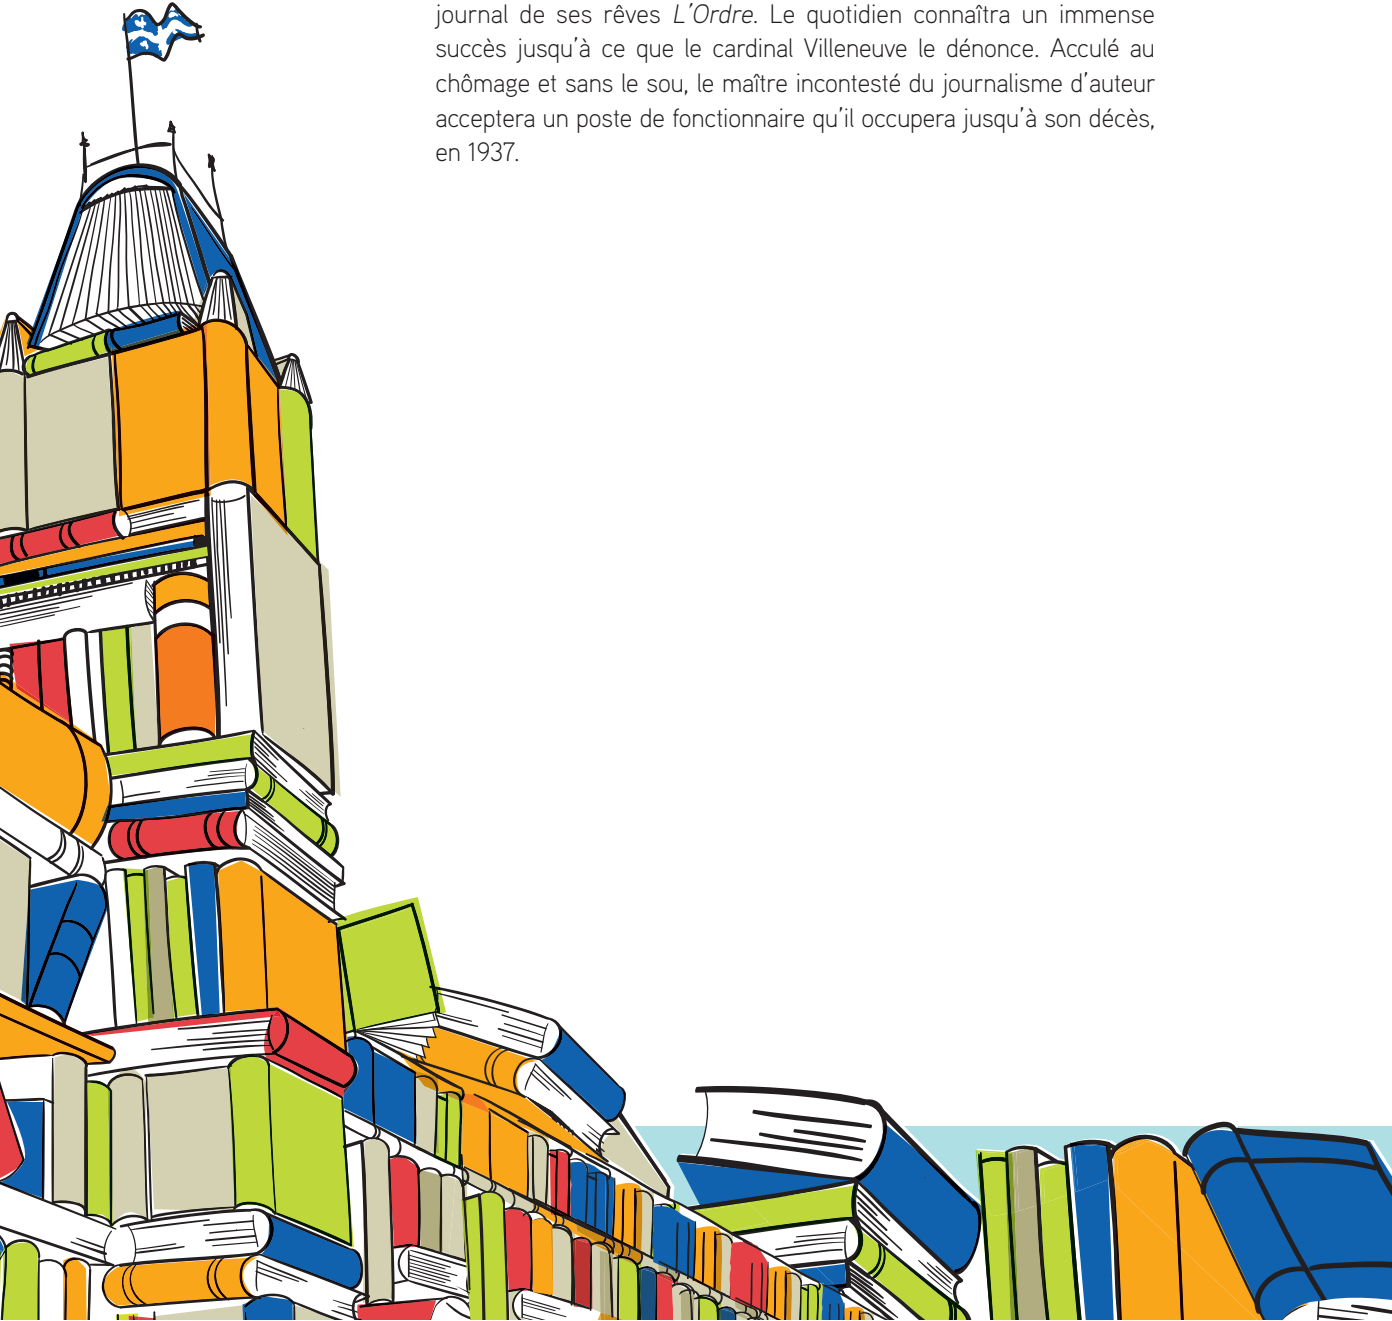 journal de ses rêves L’Ordre. Le quotidien connaîtra un immense
succès jusqu’à ce que le cardinal Villeneuve le dénonce. Acculé au
chômage et sans le sou, le maître incontesté du journalisme d’auteur
acceptera un poste de fonctionnaire qu’il occupera jusqu’à son décès,
en 1937.